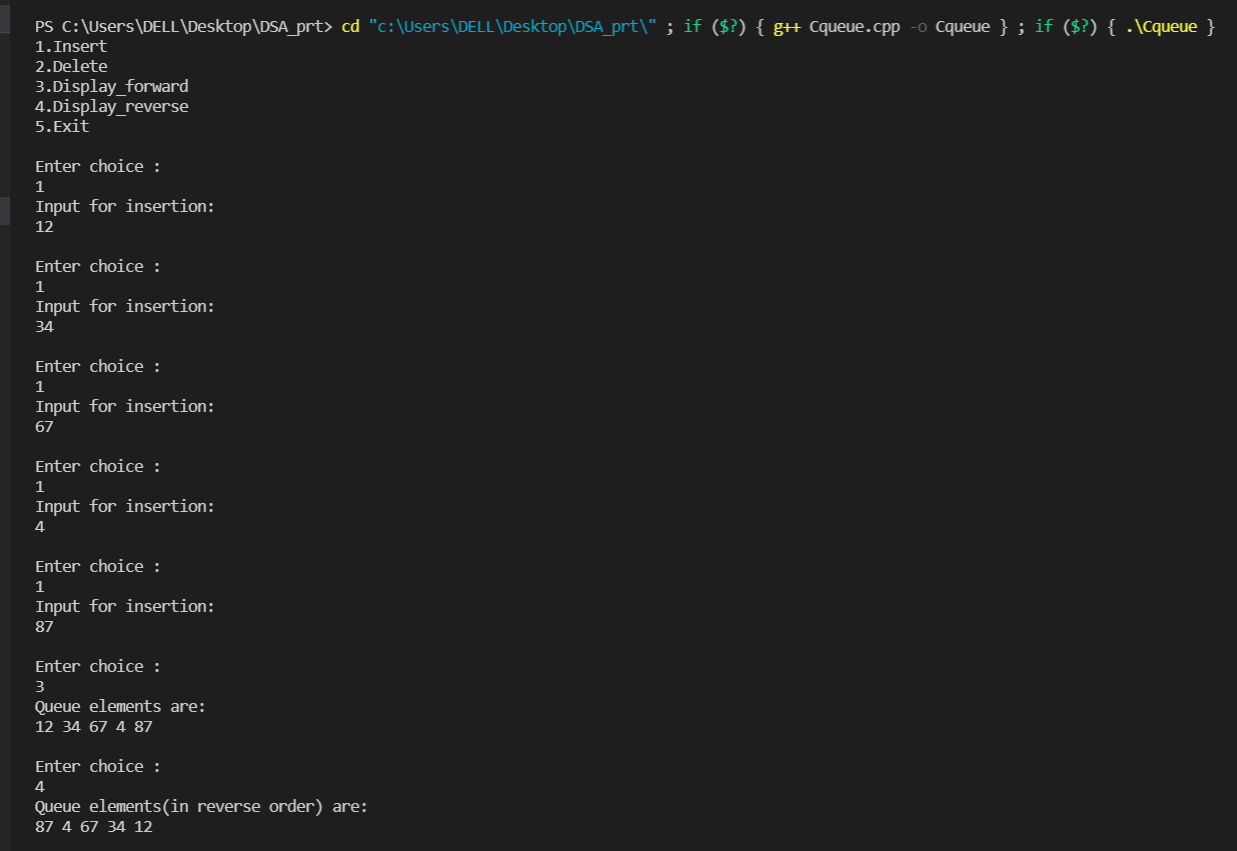 PS C:\Users\DELL\Desktop\DSA_prt> cd "c:\Users\DELL\Desktop\DSA_prt\" ; if ($?) { g++ Cqueue.cpp -o Cqueue } ; if ($?) { .\Cqueue }
1.Insert
2.Delete
3.Display_forward
4.Display_reverse
5.Exit
Enter choice :
1
Input for insertion:
12
Enter choice :
1
Input for insertion:
34
Enter choice :
1
Input for insertion:
67
Enter choice :
1
Input for insertion:
4
Enter choice :
1
Input for insertion:
87
Enter choice :
3
Queue elements are:
12 34 67 4 87
Enter choice :
4
Queue elements(in reverse order) are:
87 4 67 34 12